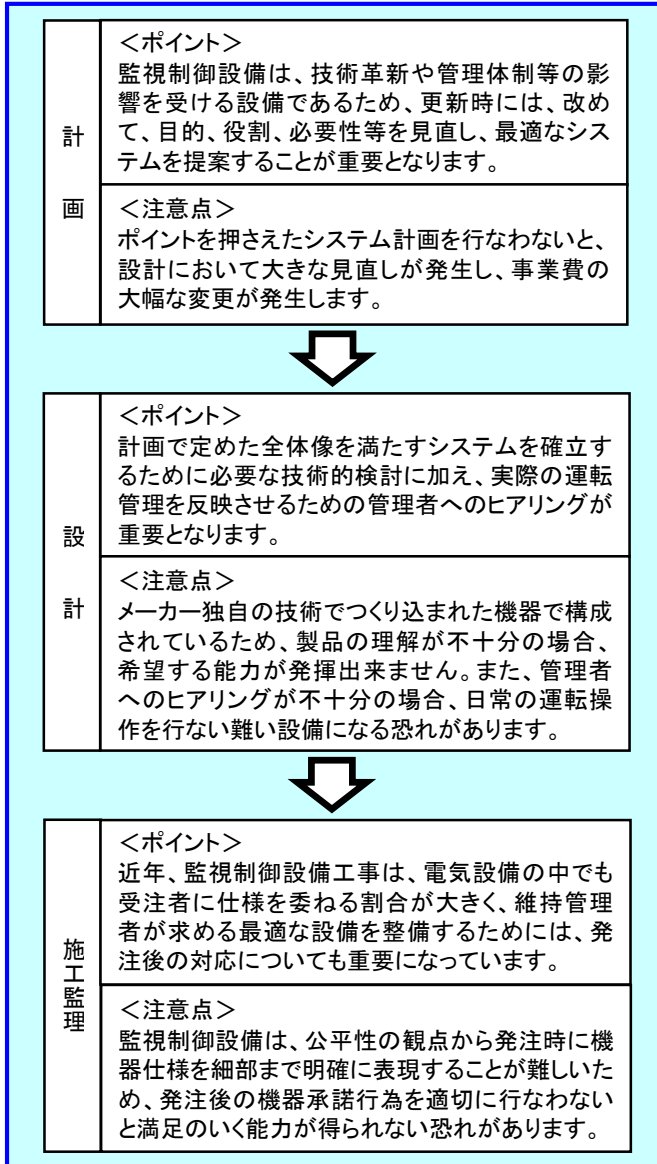 計画
＜ポイント＞
監視制御設備は、技術革新や管理体制等の影
響を受ける設備であるため、更新時には、改め
て、目的、役割、必要性等を見直し、最適なシス
テムを提案することが重要となります。
＜注意点＞
ポイントを押さえたシステム計画を行なわないと、
設計において大きな見直しが発生し、事業費の
大幅な変更が発生します。
設計
＜ポイント＞
計画で定めた全体像を満たすシステムを確立す
るために必要な技術的検討に加え、実際の運転
管理を反映させるための管理者へのヒアリングが
重要となります。
＜注意点＞
メーカー独自の技術でつくり込まれた機器で構成
されているため、製品の理解が不十分の場合、
希望する能力が発揮出来ません。また、管理者
へのヒアリングが不十分の場合、日常の運転操
作を行ない難い設備になる恐れがあります。
施工監理
＜ポイント＞
近年、監視制御設備工事は、電気設備の中でも
受注者に仕様を委ねる割合が大きく、維持管理
者が求める最適な設備を整備するためには、発
注後の対応についても重要になっています。
＜注意点＞
監視制御設備は、公平性の観点から発注時に機
器仕様を細部まで明確に表現することが難しいた
め、発注後の機器承諾行為を適切に行なわない
と満足のいく能力が得られない恐れがあります。